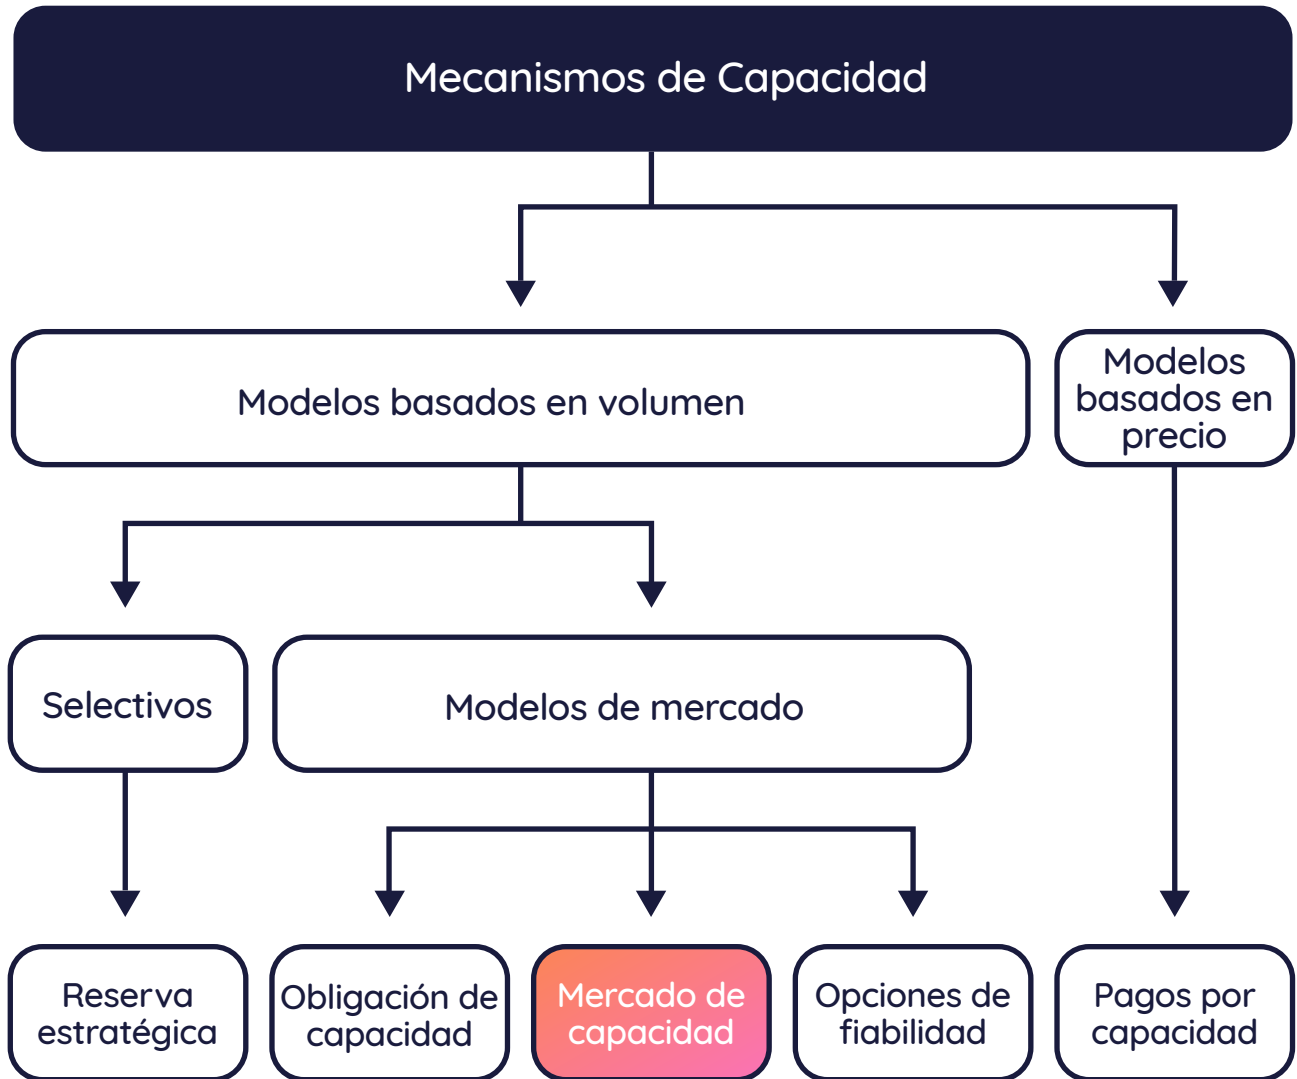 Mecanismos de Capacidad
Modelos basados en volumen
Modelos
basados en
precio
Selectivos
Modelos de mercado
Reserva
estratégica
Obligación de
capacidad
Mercado de
capacidad
Opciones de
fiabilidad
Pagos por
capacidad